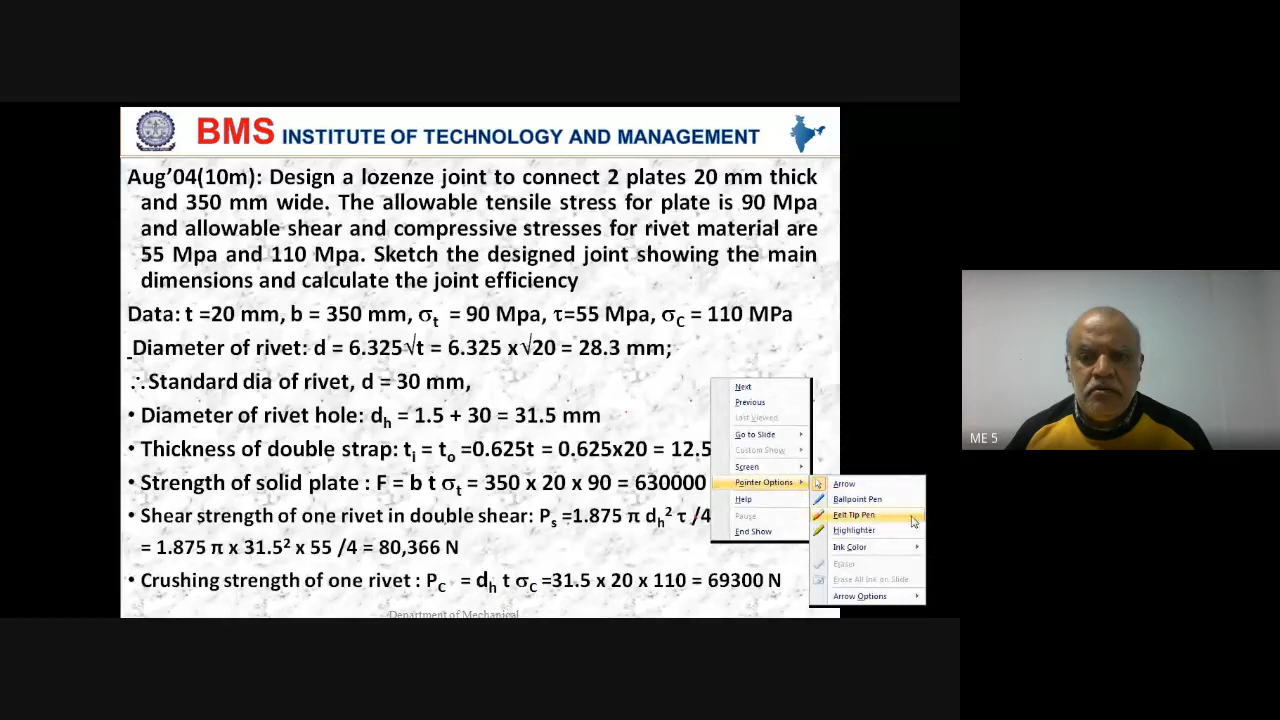 BMS INSTITUTE OF TECHNOLOGY AND MANAGEMENT
Aug’04(10m): Design a lozenze joint to connect 2 plates 20 mm thick
and 350 mm wide. The allowable tensile stress for plate is 90 Mpa
and allowable shear and compressive stresses for rivet material are
55 Mpa and 110 Mpa. Sketch the designed joint showing the main
dimensions and calculate the joint efficiency
Data: t =20 mm, b = 350 mm, σt = 90 Mpa, τ=55 Mpa, σC = 110 MPa
Diameter of rivet: d = 6.325√t = 6.325 x√20 = 28.3 mm;
∴Standard dia of rivet, d = 30 mm,
• Diameter of rivet hole: dh = 1.5 + 30 = 31.5 mm
• Thickness of double strap: ti = to =0.625t = 0.625x20 = 12.5
• Strength of solid plate : F = b t σt = 350 x 20 x 90 = 630000
• Shear strength of one rivet in double shear: Ps =1.875 π dh² τ /4
= 1.875 π x 31.5² x 55 /4 = 80,366 N
• Crushing strength of one rivet : PC = dh t σC =31.5 x 20 x 110 = 69300 N
Department of Mechanical
Next
Previous
Last Viewed
Go to Slide
Custom Show
Screen
Pointer Options
Help
Pause
End Show
Arrow
Ballpoint Pen
Felt Tip Pen
Highlighter
Ink Color
Eraser
Erase All Ink on Slide
Arrow Options
ME 5